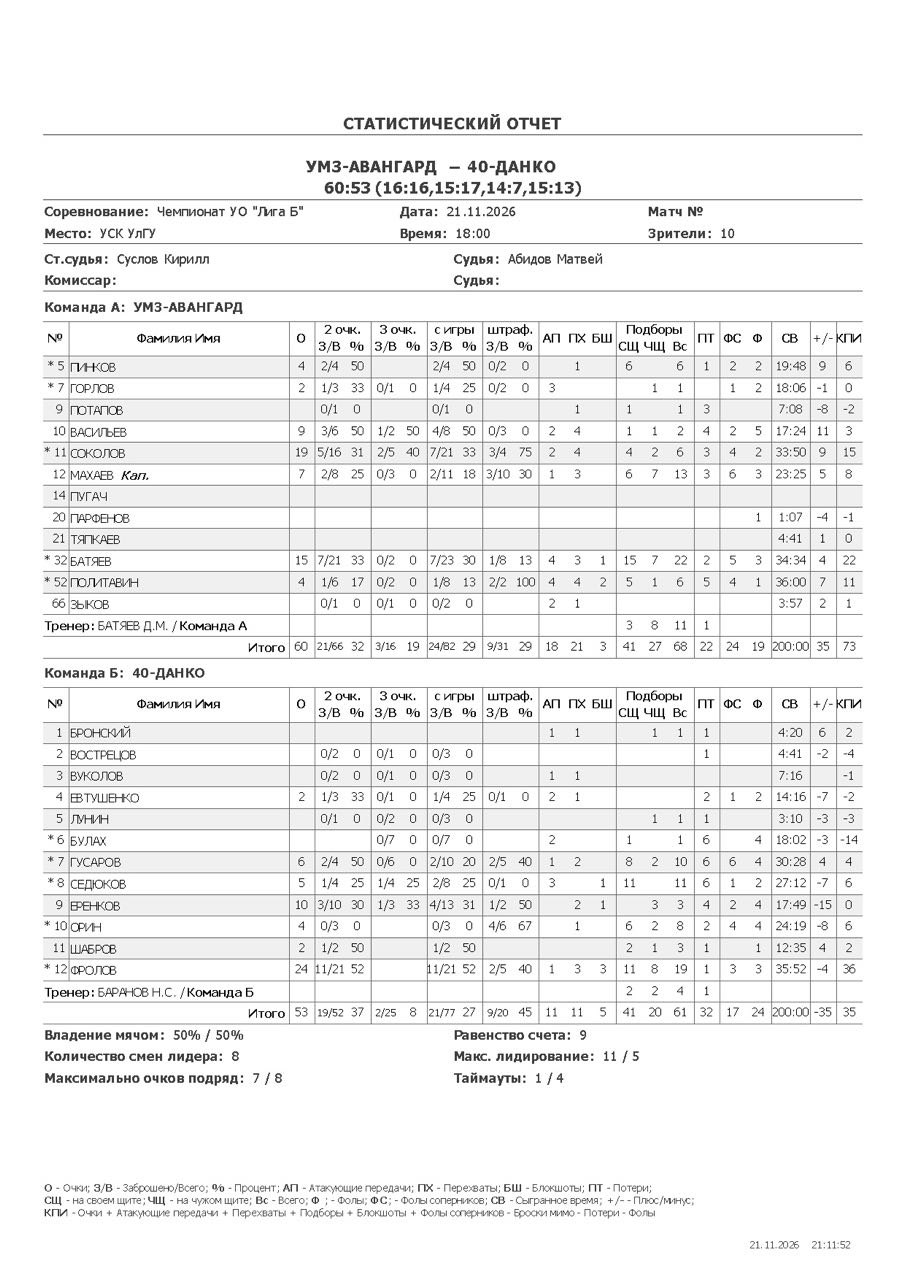 СТАТИСТИЧЕСКИЙ ОТЧЕТ
УМЗ-АВАНГАРД – 40-ДАНКО
60:53 (16:16,15:17,14:7,15:13)
Соревнование: Чемпионат УО "Лига Б" Дата: 21.11.2026 Матч №
Место: УСК УлГУ Время: 18:00 Зрители: 10
Ст.судья: Суслов Кирилл Судья: Абидов Матвей
Комиссар: Судья:
Команда А: УМЗ-АВАНГАРД
№ Фамилия Имя О 2 очк. 3 очк. с игры штраф. АП ПХ БШ Подборы ПТ ФС Ф СВ +/- КПИ
З/В % З/В % З/В % З/В % СЩ ЧЩ Вс
* 5 ПИНКОВ 4 2/4 50 2/4 50 0/2 0 1 6 6 1 2 2 19:48 9 6
* 7 ГОРЛОВ 2 1/3 33 0/1 0 1/4 25 0/2 0 3 1 1 1 2 18:06 -1 0
9 ПОТАПОВ 0/1 0 0/1 0 1 1 1 3 7:08 -8 -2
10 ВАСИЛЬЕВ 9 3/6 50 1/2 50 4/8 50 0/3 0 2 4 1 1 2 4 2 5 17:24 11 3
* 11 СОКОЛОВ 19 5/16 31 2/5 40 7/21 33 3/4 75 2 4 4 2 6 3 4 2 33:50 9 15
12 МАХАЕВ Кап. 7 2/8 25 0/3 0 2/11 18 3/10 30 1 3 6 7 13 3 6 3 23:25 5 8
14 ПУГАЧ
20 ПАРФЕНОВ 1 1:07 -4 -1
21 ТЯПКАЕВ 4:41 1 0
* 32 БАТЯЕВ 15 7/21 33 0/2 0 7/23 30 1/8 13 4 3 1 15 7 22 2 5 3 34:34 4 22
* 52 ПОЛИТАВИН 4 1/6 17 0/2 0 1/8 13 2/2 100 4 4 2 5 1 6 5 4 1 36:00 7 11
66 ЗЫКОВ 0/1 0 0/1 0 0/2 0 2 1 3:57 2 1
Тренер: БАТЯЕВ Д.М. / Команда А 3 8 11 1
Итого 60 21/66 32 3/16 19 24/82 29 9/31 29 18 21 3 41 27 68 22 24 19 200:00 35 73
Команда Б: 40-ДАНКО
№ Фамилия Имя О 2 очк. 3 очк. с игры штраф. АП ПХ БШ Подборы ПТ ФС Ф СВ +/- КПИ
З/В % З/В % З/В % З/В % СЩ ЧЩ Вс
1 БРОНСКИЙ 1 1 1 1 1 4:20 6 2
2 ВОСТРЕЦОВ 0/2 0 0/1 0 0/3 0 1 4:41 -2 -4
3 ВУКОЛОВ 0/2 0 0/1 0 0/3 0 1 1 7:16 -1
4 ЕВТУШЕНКО 2 1/3 33 0/1 0 1/4 25 0/1 0 2 1 2 1 2 14:16 -7 -2
5 ЛУНИН 0/1 0 0/2 0 0/3 0 1 1 1 3:10 -3 -3
* 6 БУЛАХ 0/7 0 0/7 0 2 1 1 6 4 18:02 -3 -14
* 7 ГУСАРОВ 6 2/4 50 0/6 0 2/10 20 2/5 40 1 2 8 2 10 6 6 4 30:28 4 4
* 8 СЕДЮКОВ 5 1/4 25 1/4 25 2/8 25 0/1 0 3 1 11 11 6 1 2 27:12 -7 6
9 ЕРЕНКОВ 10 3/10 30 1/3 33 4/13 31 1/2 50 2 1 3 3 4 2 4 17:49 -15 0
* 10 ОРИН 4 0/3 0 0/3 0 4/6 67 1 6 2 8 2 4 4 24:19 -8 6
11 ШАБРОВ 2 1/2 50 1/2 50 2 1 3 1 1 12:35 4 2
* 12 ФРОЛОВ 24 11/21 52 11/21 52 2/5 40 1 3 3 11 8 19 1 3 3 35:52 -4 36
Тренер: БАРАНОВ Н.С. / Команда Б 2 2 4 1
Итого 53 19/52 37 2/25 8 21/77 27 9/20 45 11 11 5 41 20 61 32 17 24 200:00 -35 35
Владение мячом: 50% / 50% Равенство счета: 9
Количество смен лидера: 8 Макс. лидирование: 11 / 5
Максимально очков подряд: 7 / 8 Таймауты: 1 / 4
О - Очки; З/В - Заброшено/Всего; % - Процент; АП - Атакующие передачи; ПХ - Перехваты; БШ - Блокшоты; ПТ - Потери;
СЩ - на своем щите; ЧЩ - на чужом щите; Вс - Всего; Ф ; - Фолы; ФС; - Фолы соперников; СВ - Сыгранное время; +/- - Плюс/минус;
КПИ - Очки + Атакующие передачи + Перехваты + Подборы + Блокшоты + Фолы соперников - Броски мимо - Потери - Фолы
21.11.2026 21:11:52